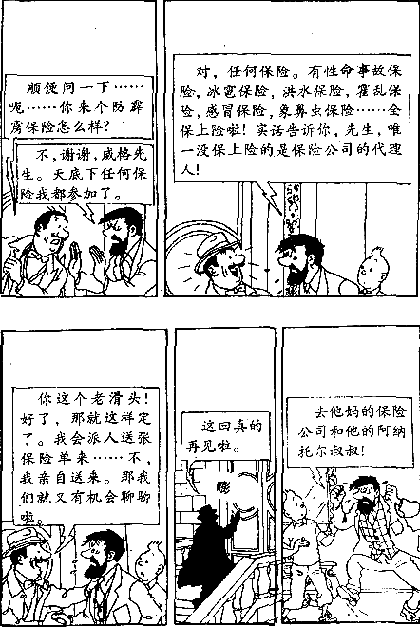 顺便问一下……
呃……你来个防霹
雳保险怎么样？
不，谢谢，威格先
生。天底下任何保
险我都参加了。
对，任何保险。有性命事故保
险，冰雹保险，洪水保险，霍乱保
险，感冒保险，象鼻虫保险……全
保上险啦！实话告诉你，先生，唯
一没保上险的是保险公司的代理
人！
你这个老滑头！
好了，那就这样定
了。我会派人送张
保险单来……不，
我亲自送来。那我
们就又有机会聊聊
啦。
这回真的
再见啦。
嘭
去他妈的保险
公司和他的阿纳
托尔叔叔！